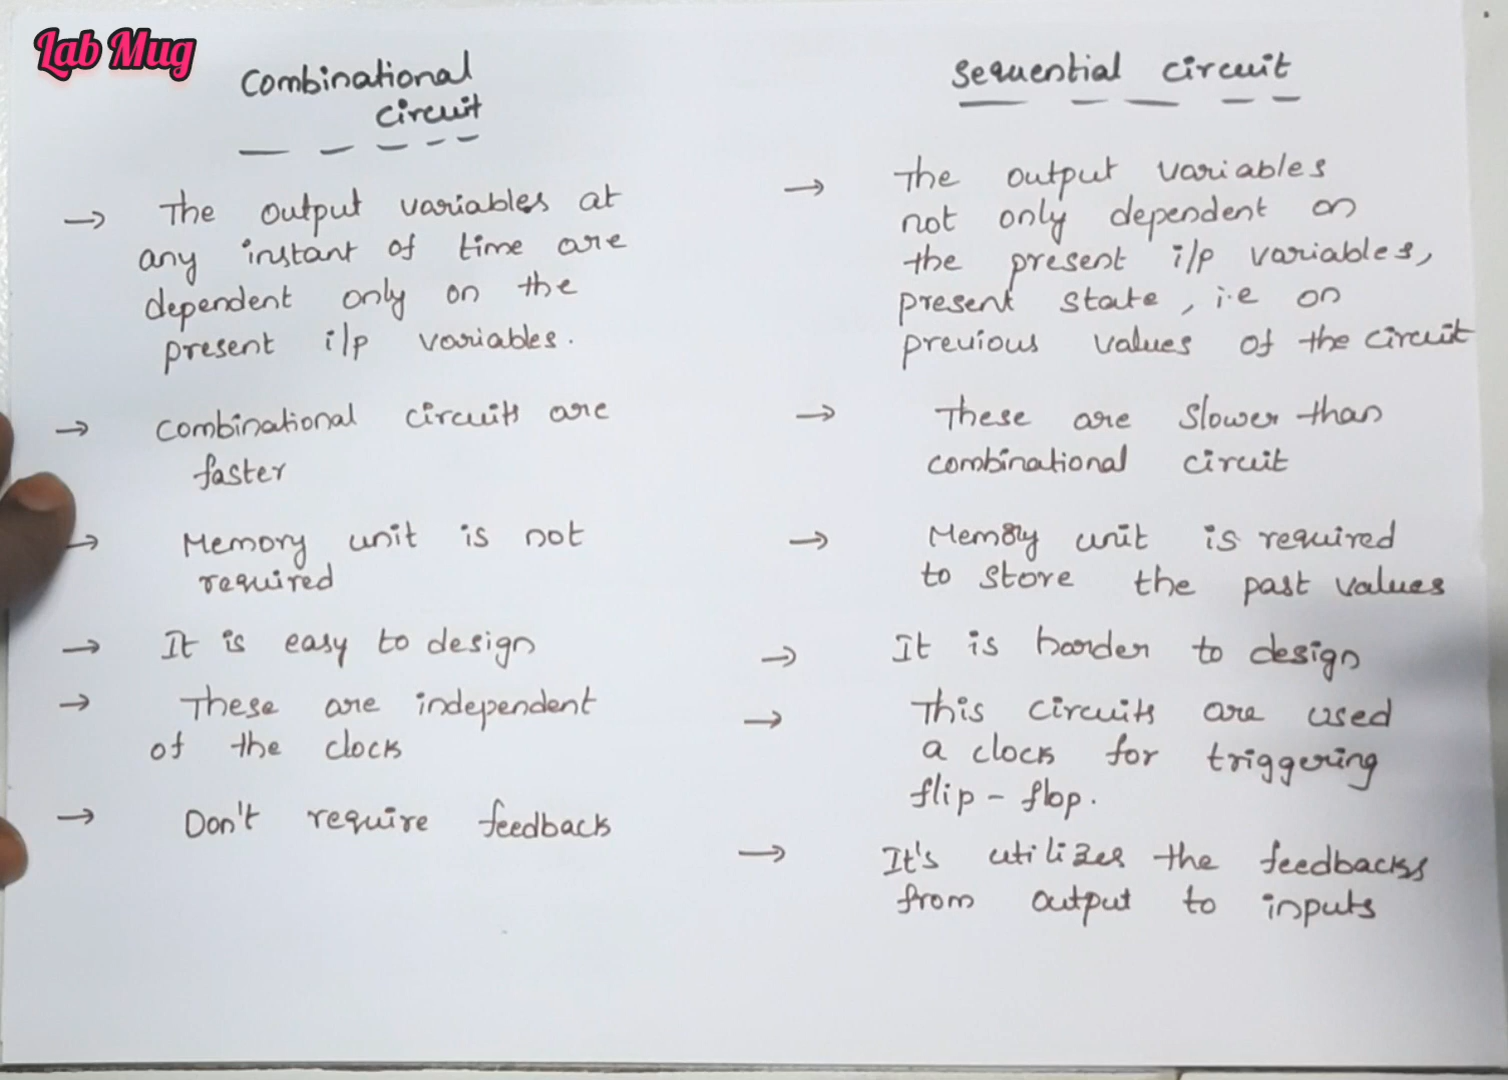 Lab Mug
Combinational
circuit
→ The output variables at
any instant of time are
dependent only on the
present i/p variables.
→ Combinational circuits are
faster
→ Memory unit is not
required
→ It is easy to design
→ These are independent
of the clock
→ Don't require feedback
Sequential circuit
→ The output variables
not only dependent on
the present i/p variables,
present state, i.e on
previous values of the circuit
→ These are slower than
combinational circuit
→ Memory unit is required
to store the past values
→ It is harder to design
→ This circuits are used
a clock for triggering
flip-flop.
→ It's utilizes the feedbacks
from output to inputs